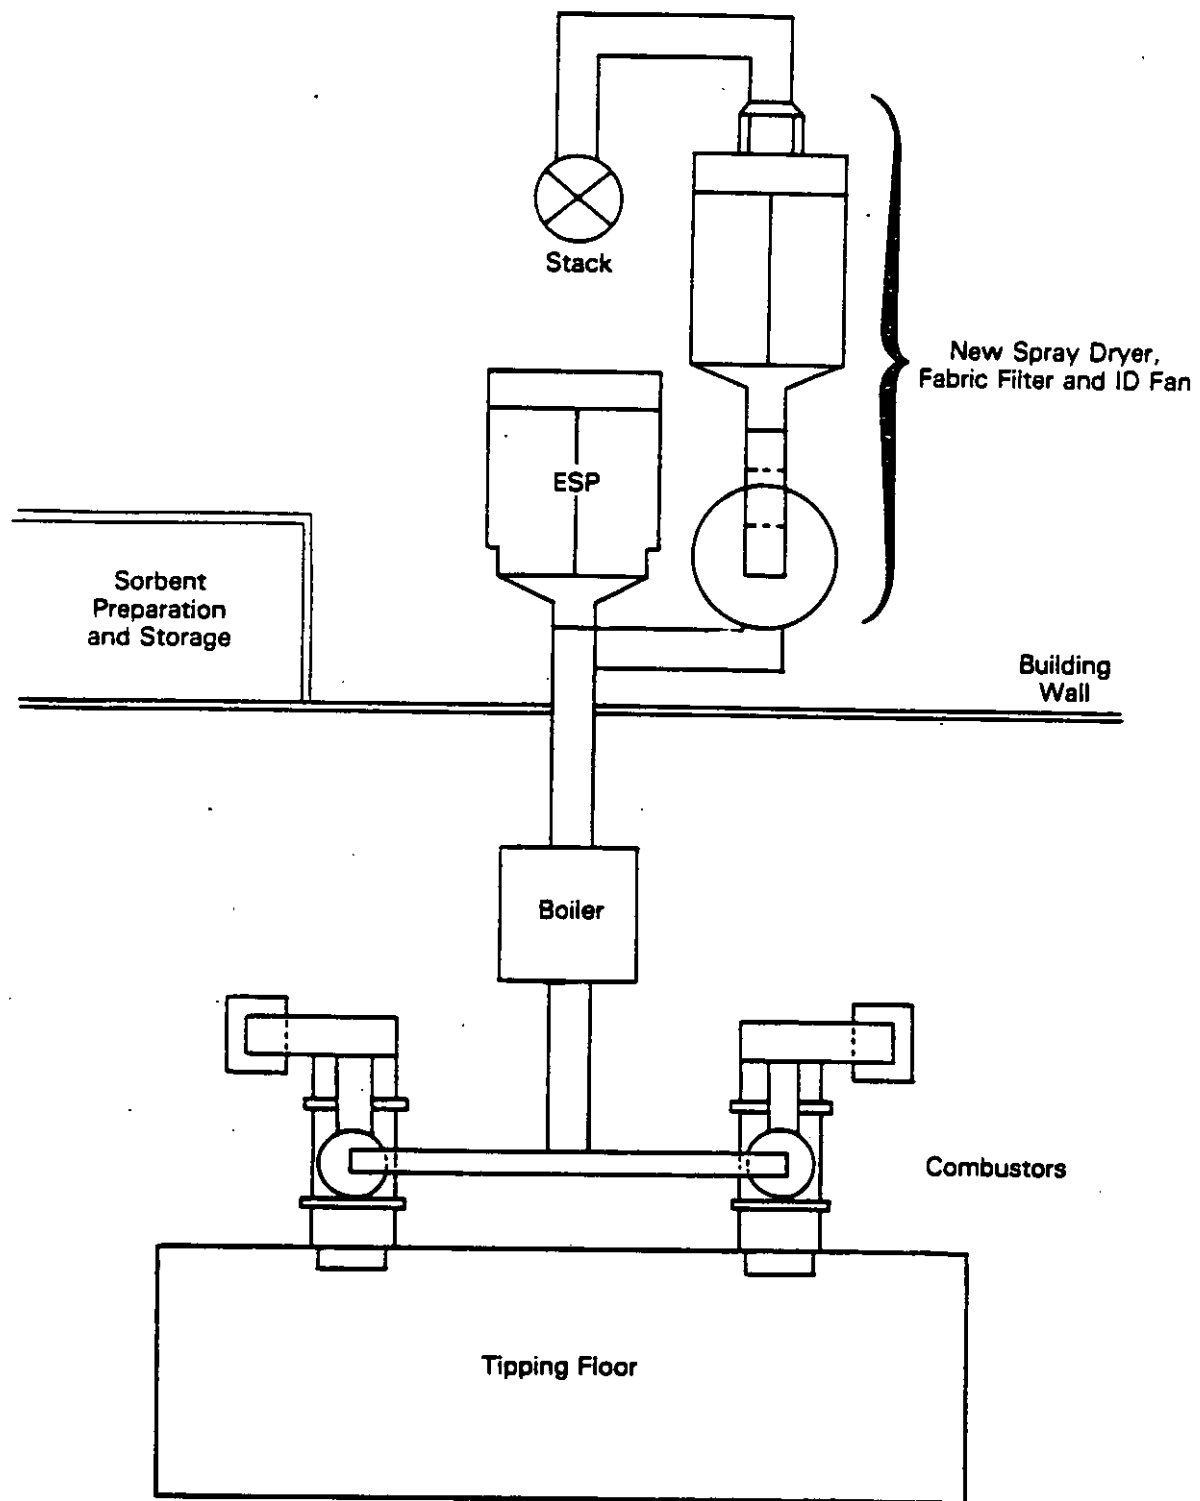 Stack
New Spray Dryer,
Fabric Filter and ID Fan
ESP
Sorbent
Preparation
and Storage
Building
Wall
Boiler
Combustors
Tipping Floor